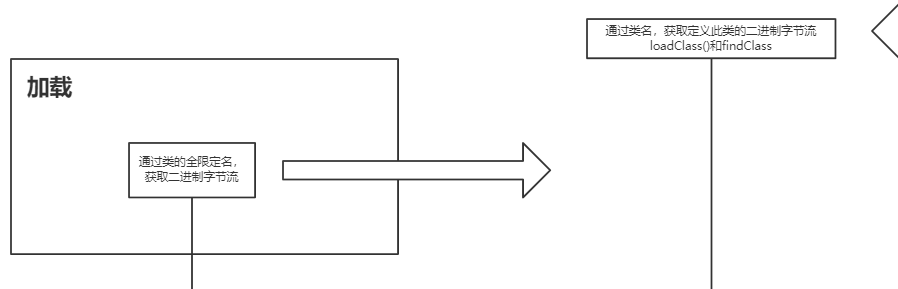 加载
通过类的全限定名，
获取二进制字节流
通过类名，获取定义此类的二进制字节流
loadClass()和findClass